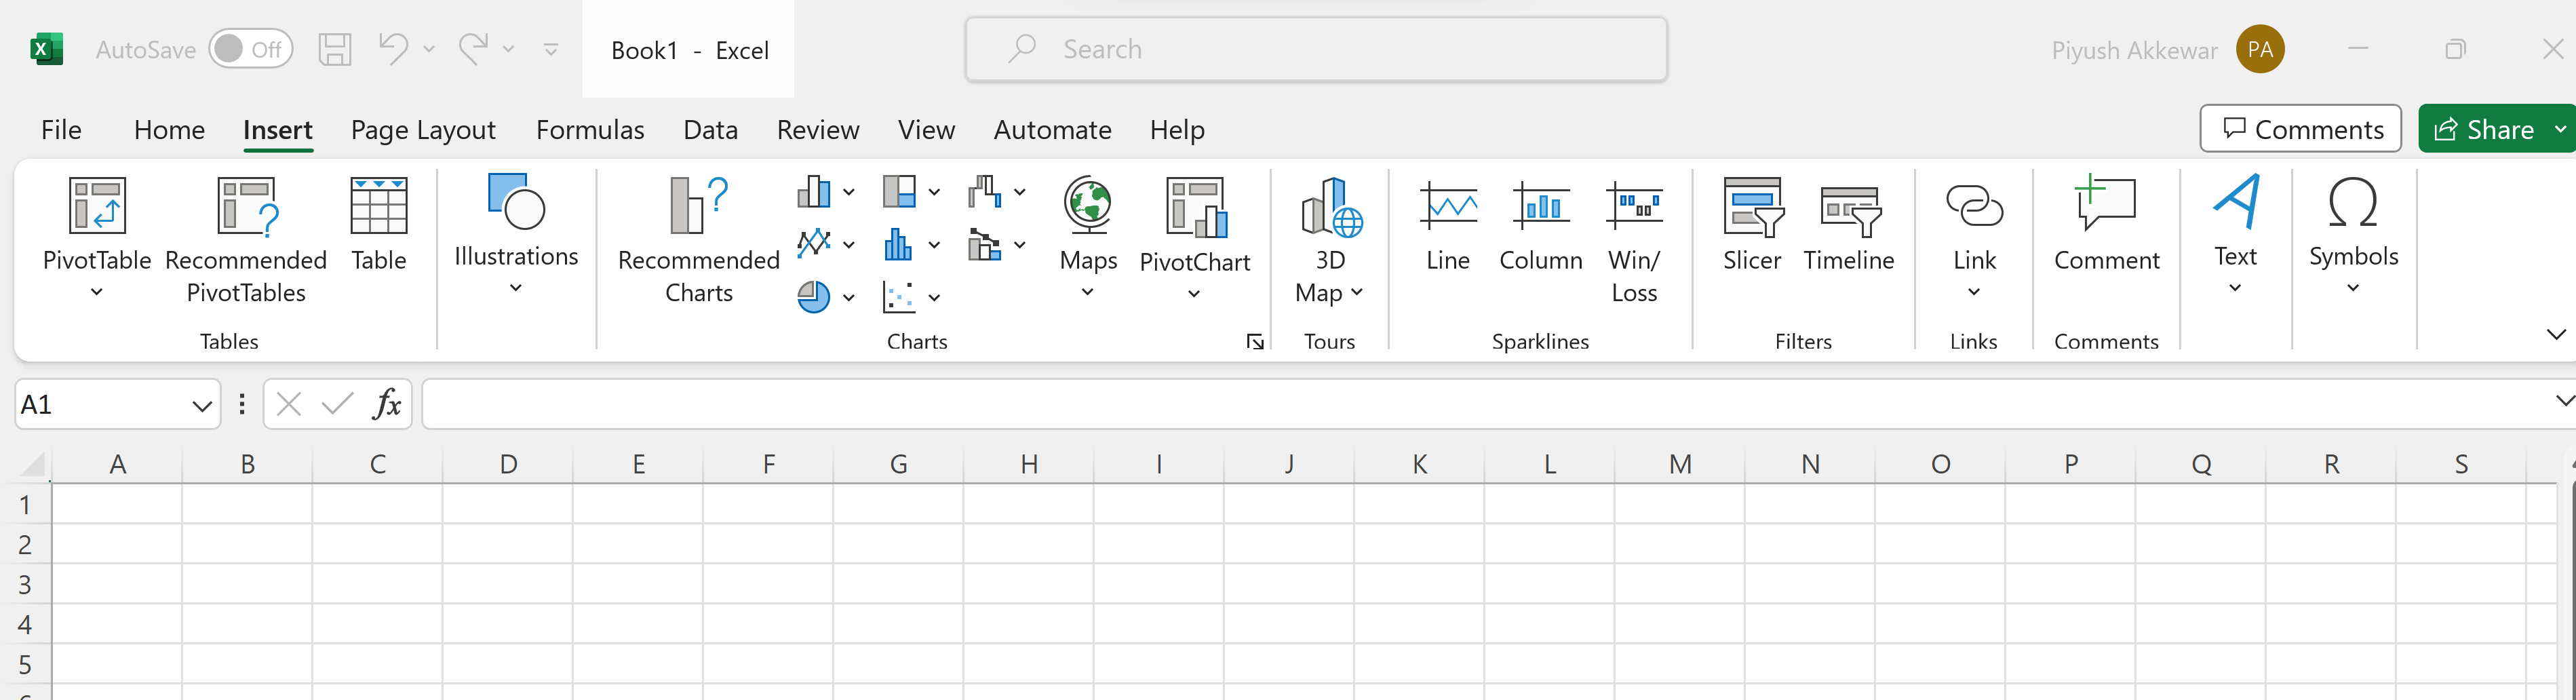 AutoSave Off Book1 - Excel Search Piyush Akkewar PA
File Home Insert Page Layout Formulas Data Review View Automate Help Comments Share
PivotTable Recommended PivotTables Table Illustrations Recommended Charts Maps PivotChart 3D Map Line Column Win/ Loss Slicer Timeline Link Comment Text Symbols
Tables Charts Tours Sparklines Filters Links Comments
A1 fx
A B C D E F G H I J K L M N O P Q R S
1
2
3
4
5